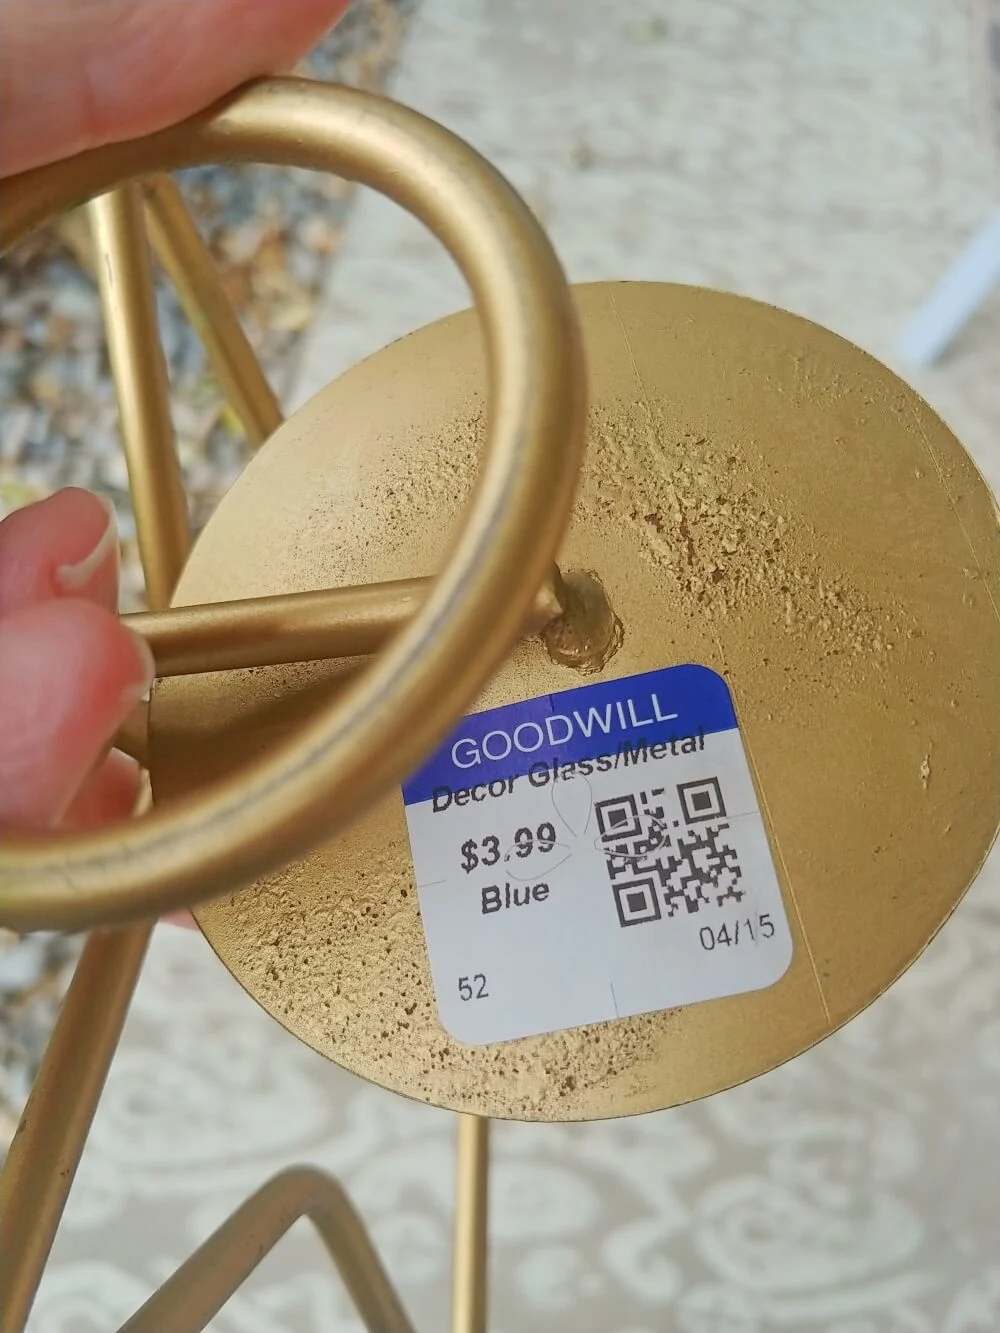 GOODWILL
Decor Glass/Metal
$3.99
Blue
04/15
52